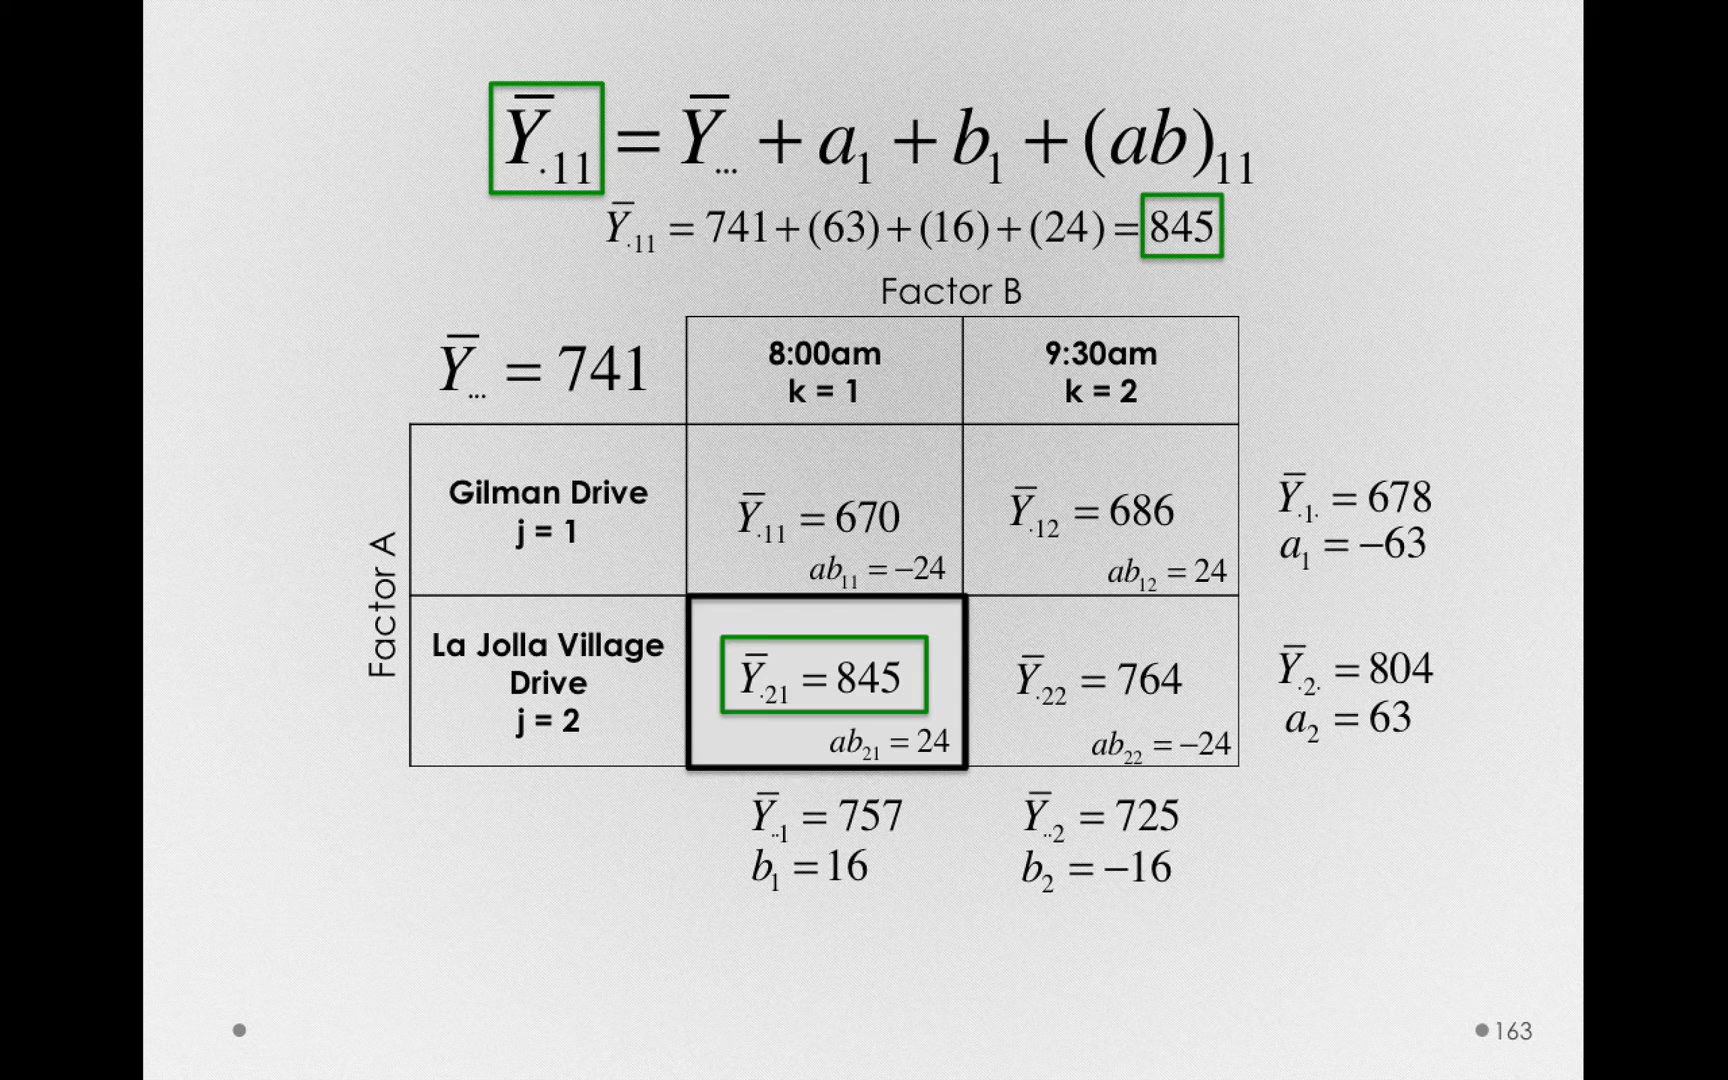 Ȳ.11 = Ȳ... + a₁ + b₁ + (ab)₁₁
Ȳ.11 = 741+(63)+(16)+(24) = 845
Factor B
Ȳ... = 741
8:00am
k = 1
9:30am
k = 2
Factor A
Gilman Drive
j = 1
Ȳ.11 = 670
ab₁₁ = −24
Ȳ.12 = 686
ab₁₂ = 24
Ȳ.1. = 678
a₁ = −63
La Jolla Village
Drive
j = 2
Ȳ.21 = 845
ab₂₁ = 24
Ȳ.22 = 764
ab₂₂ = −24
Ȳ.2. = 804
a₂ = 63
Ȳ..1 = 757
b₁ = 16
Ȳ..2 = 725
b₂ = −16
163